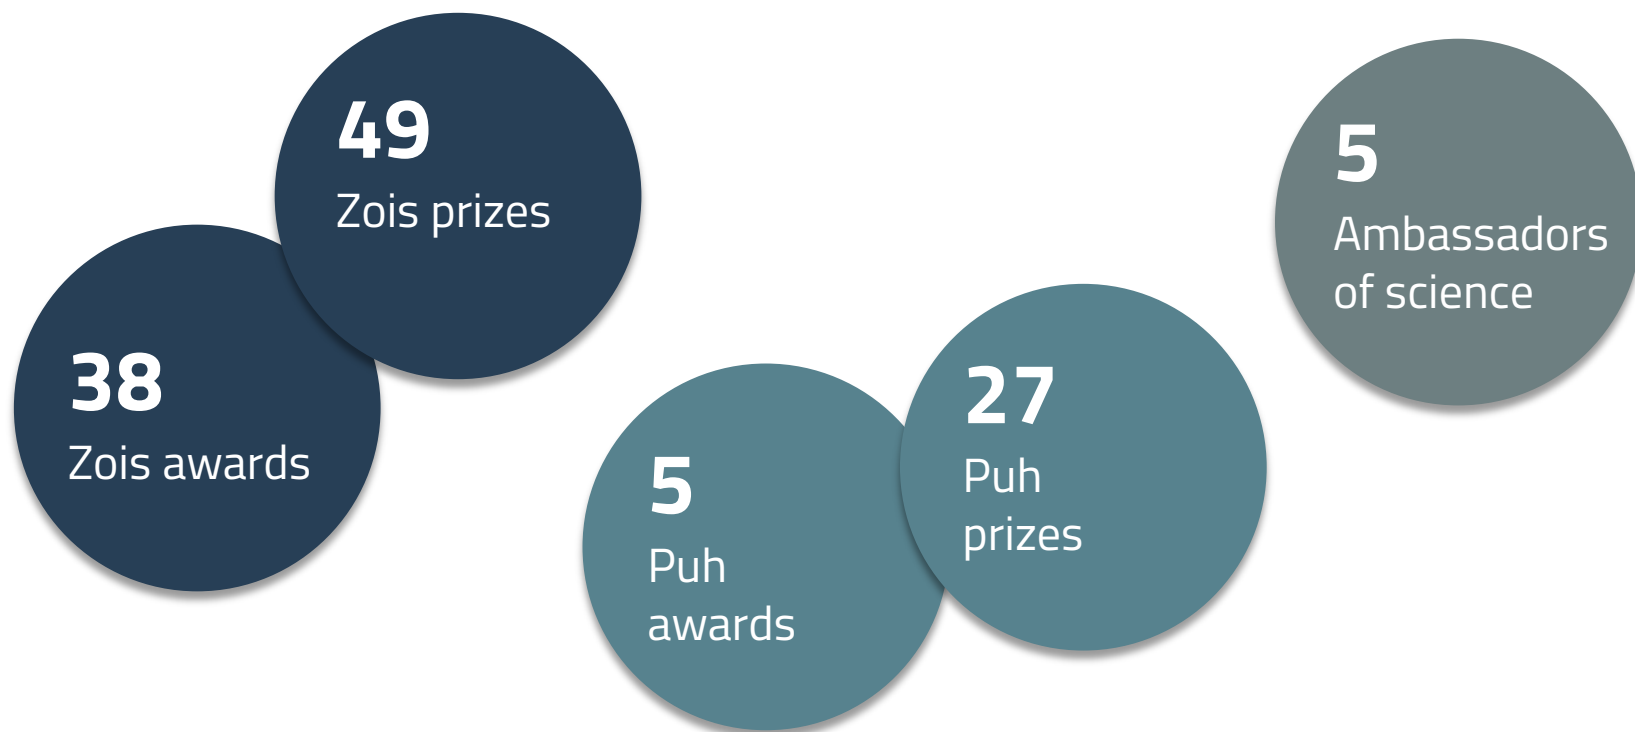 49
Zois prizes
38
Zois awards
5
Puh
awards
27
Puh
prizes
5
Ambassadors
of science